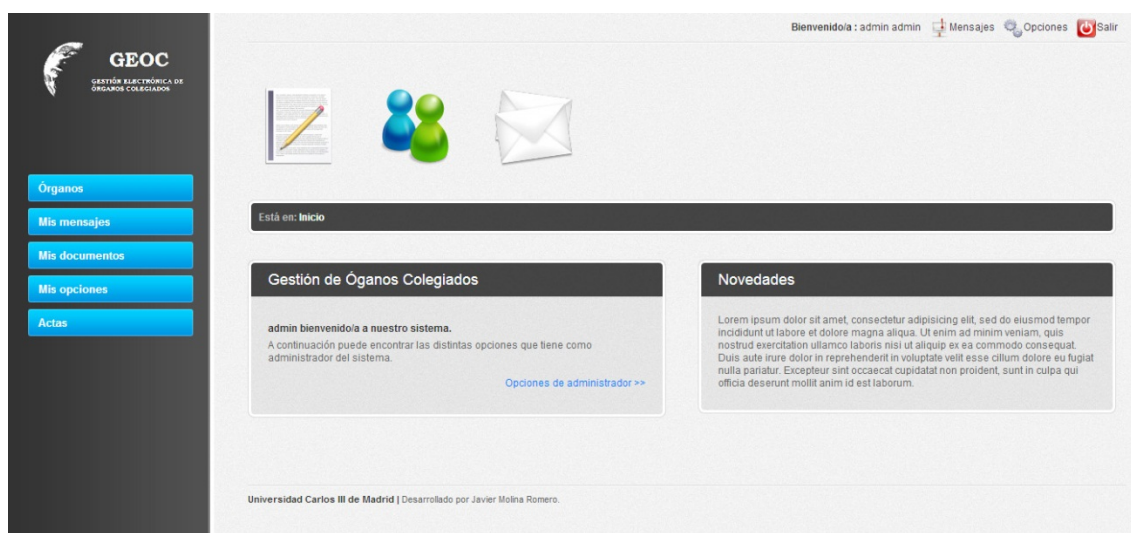 Bienvenido/a : admin admin Mensajes Opciones Salir
GEOC
GESTIÓN ELECTRÓNICA DE
ÓRGANOS COLEGIADOS
Órganos
Mis mensajes
Mis documentos
Mis opciones
Actas
Está en: Inicio
Gestión de Óganos Colegiados
admin bienvenido/a a nuestro sistema.
A continuación puede encontrar las distintas opciones que tiene como
administrador del sistema.
Opciones de administrador >>
Novedades
Lorem ipsum dolor sit amet, consectetur adipisicing elit, sed do eiusmod tempor
incididunt ut labore et dolore magna aliqua. Ut enim ad minim veniam, quis
nostrud exercitation ullamco laboris nisi ut aliquip ex ea commodo consequat.
Duis aute irure dolor in reprehenderit in voluptate velit esse cillum dolore eu fugiat
nulla pariatur. Excepteur sint occaecat cupidatat non proident, sunt in culpa qui
officia deserunt mollit anim id est laborum.
Universidad Carlos III de Madrid | Desarrollado por Javier Molina Romero.